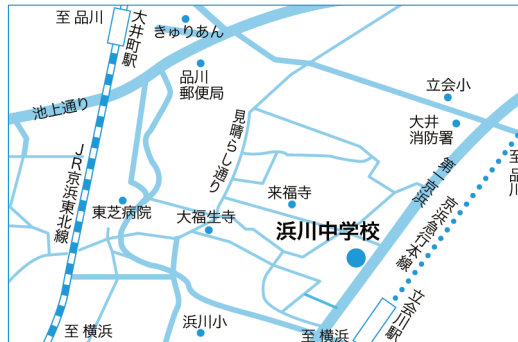 至 品川
大井町駅
きゅりあん
品川
郵便局
池上通り
見晴らし通り
立会小
大井
消防署
至 品川
第一京浜
京浜急行本線
立会川駅
JR京浜東北線
東芝病院
大福生寺
来福寺
浜川中学校
浜川小
至 横浜
至 横浜